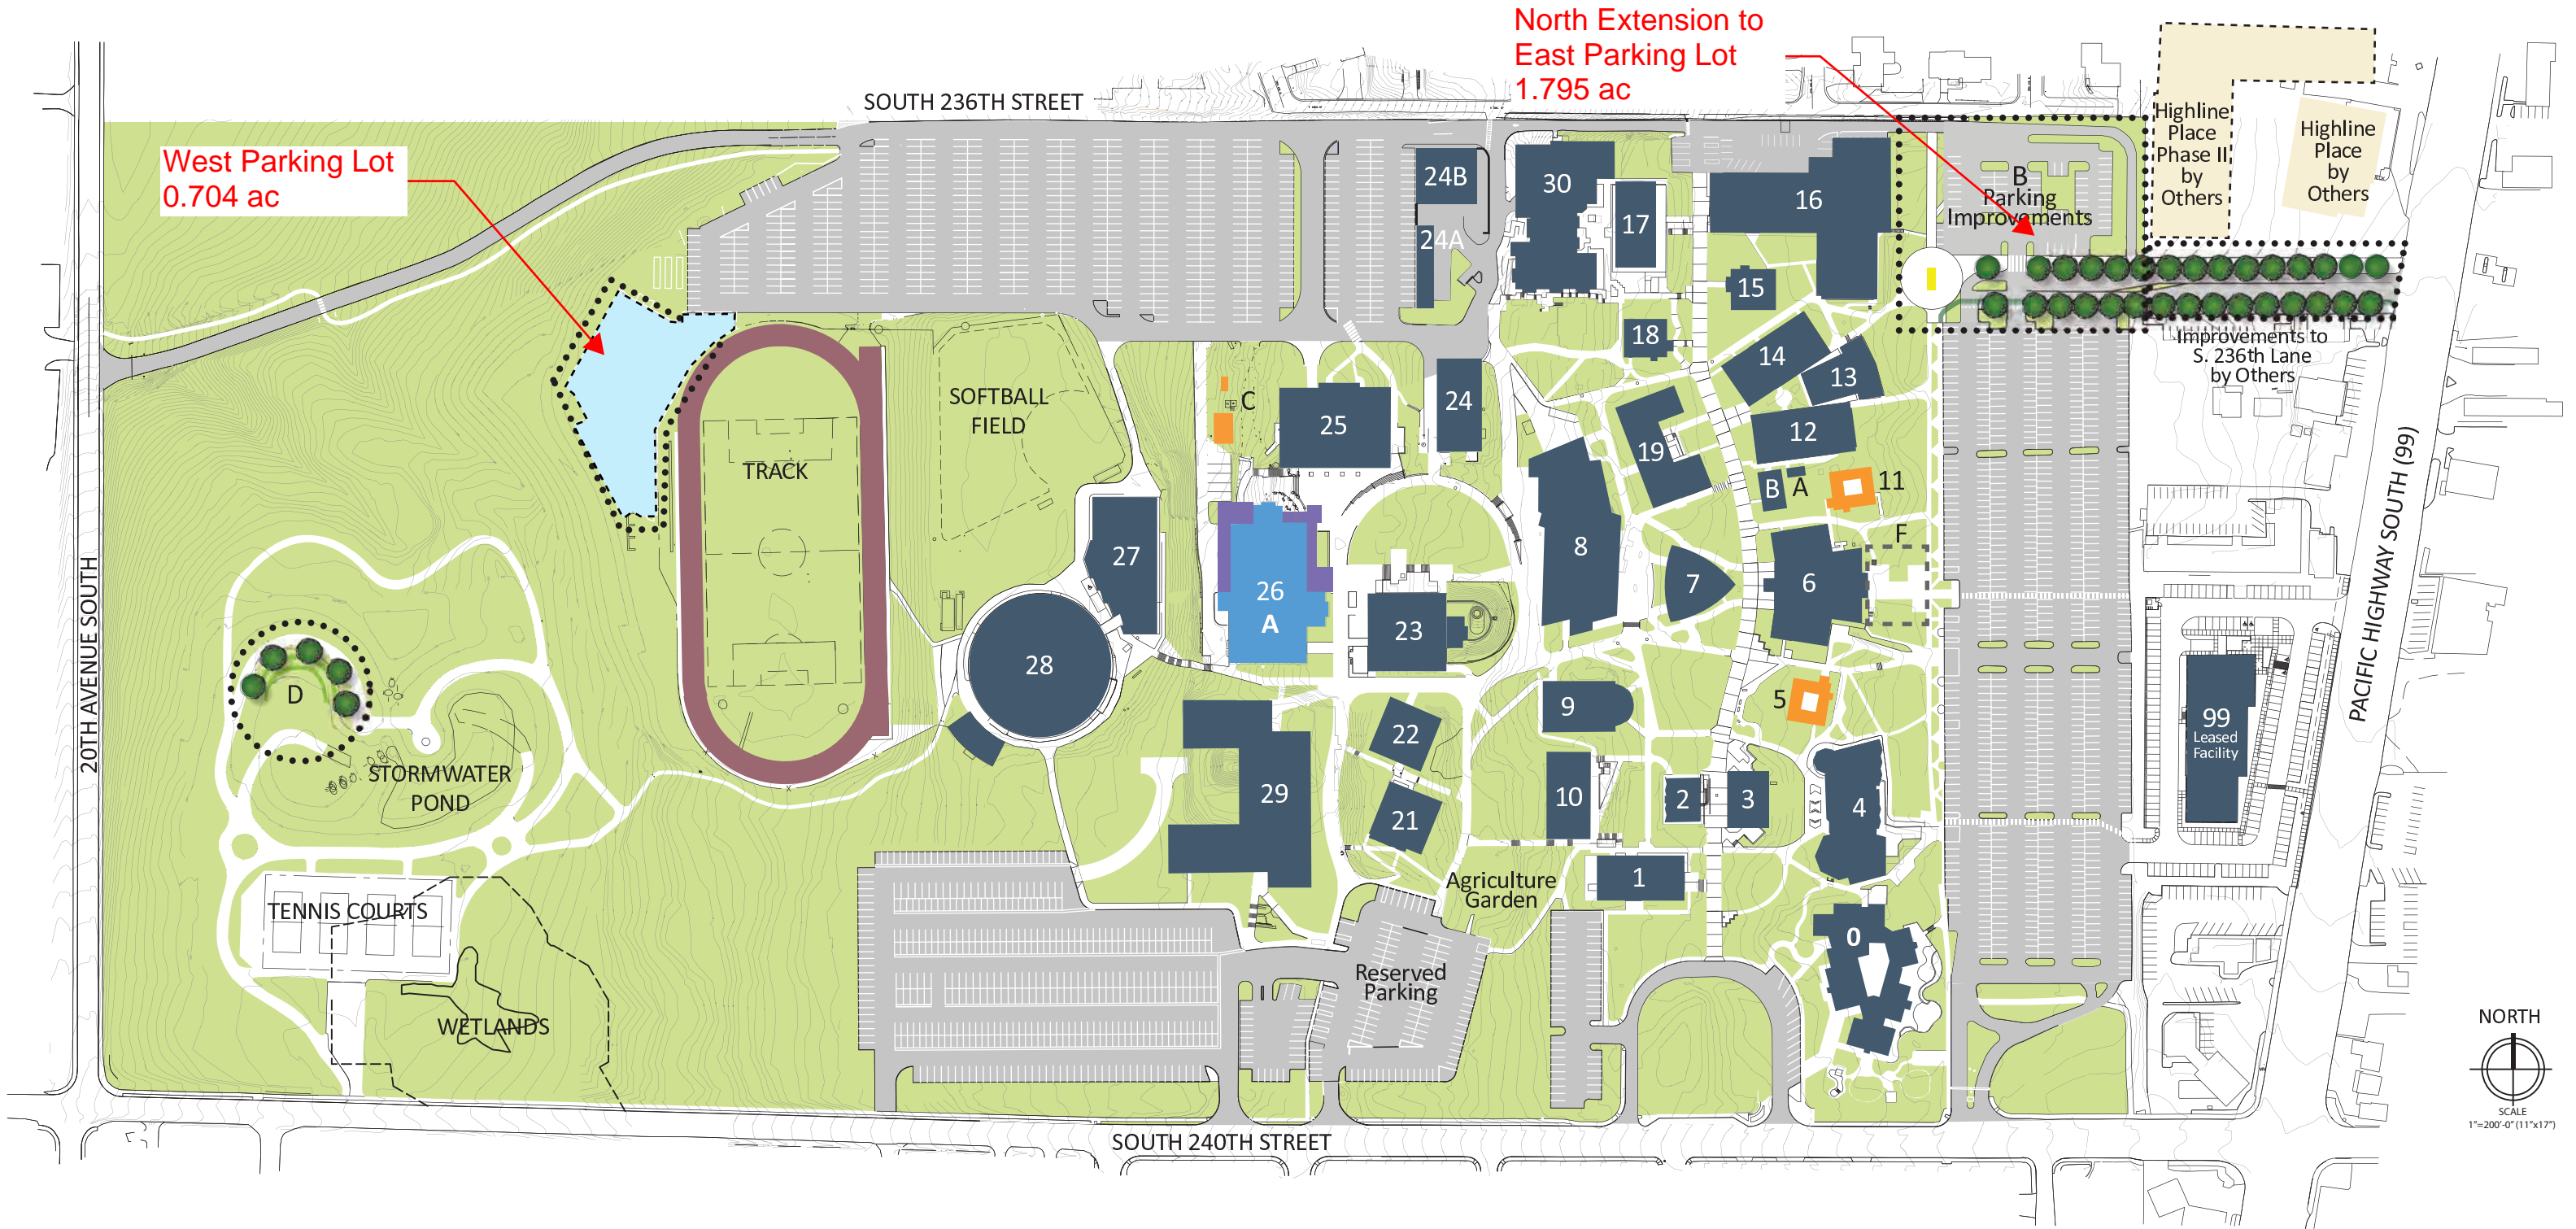 North Extension to
East Parking Lot
1.795 ac
SOUTH 236TH STREET
West Parking Lot
0.704 ac
Highline
Place
Phase II
by
Others
Highline
Place
by
Others
24B
30
17
16
B
Parking
Improvements
24A
15
18
14
13
Improvements to
S. 236th Lane
by Others
SOFTBALL
FIELD
C
25
24
19
12
TRACK
B
A
11
PACIFIC HIGHWAY SOUTH (99)
F
27
8
7
6
26
A
23
20TH AVENUE SOUTH
28
D
5
9
22
99
Leased
Facility
STORMWATER
POND
29
10
2
3
4
21
1
Agriculture
Garden
TENNIS COURTS
0
Reserved
Parking
WETLANDS
NORTH
SCALE
1"=200'-0" (11"x17")
SOUTH 240TH STREET